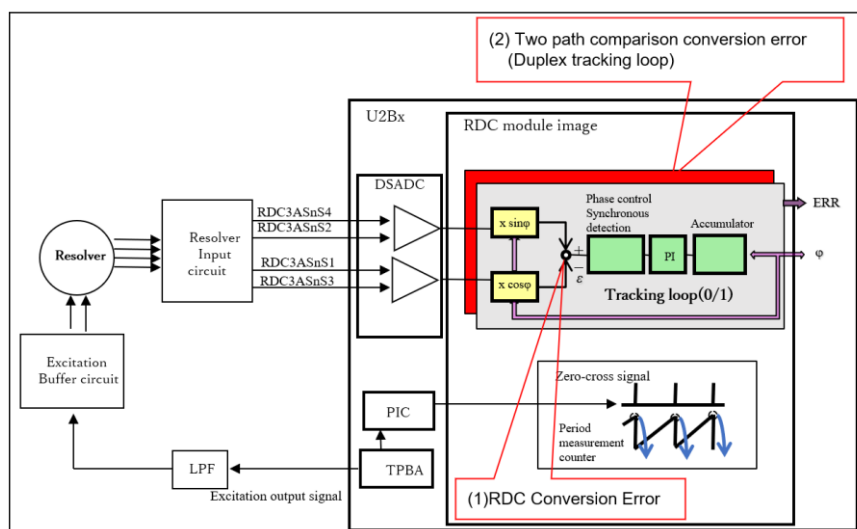 (2) Two path comparison conversion error
(Duplex tracking loop)
U2Bx
RDC module image
DSADC
ERR
RDC3ASnS4
RDC3ASnS2
RDC3ASnS1
RDC3ASnS3
Resolver
Resolver
Input
circuit
x sinφ
x cosφ
Phase control
Synchronous
detection
Accumulator
+
−
ε
PI
φ
Tracking loop(0/1)
Excitation
Buffer circuit
Zero-cross signal
Period
measurement
counter
PIC
TPBA
LPF
Excitation output signal
(1)RDC Conversion Error